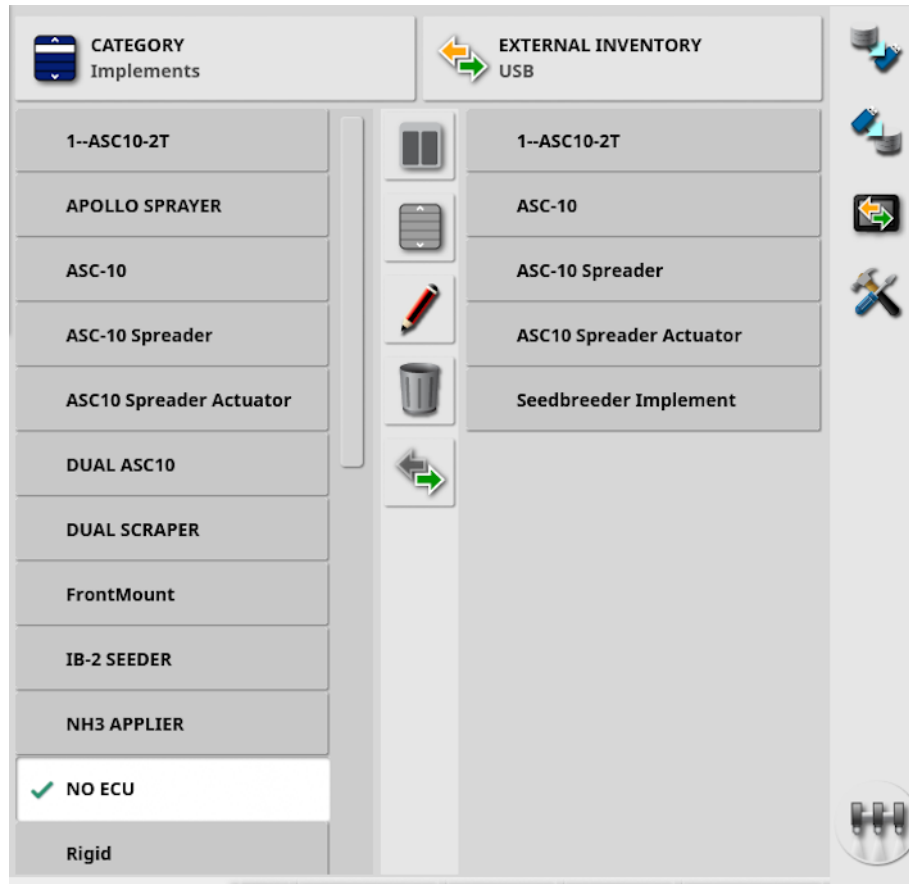 CATEGORY
Implements
EXTERNAL INVENTORY
USB
1--ASC10-2T
APOLLO SPRAYER
ASC-10
ASC-10 Spreader
ASC10 Spreader Actuator
DUAL ASC10
DUAL SCRAPER
FrontMount
IB-2 SEEDER
NH3 APPLIER
NO ECU
Rigid
1--ASC10-2T
ASC-10
ASC-10 Spreader
ASC10 Spreader Actuator
Seedbreeder Implement